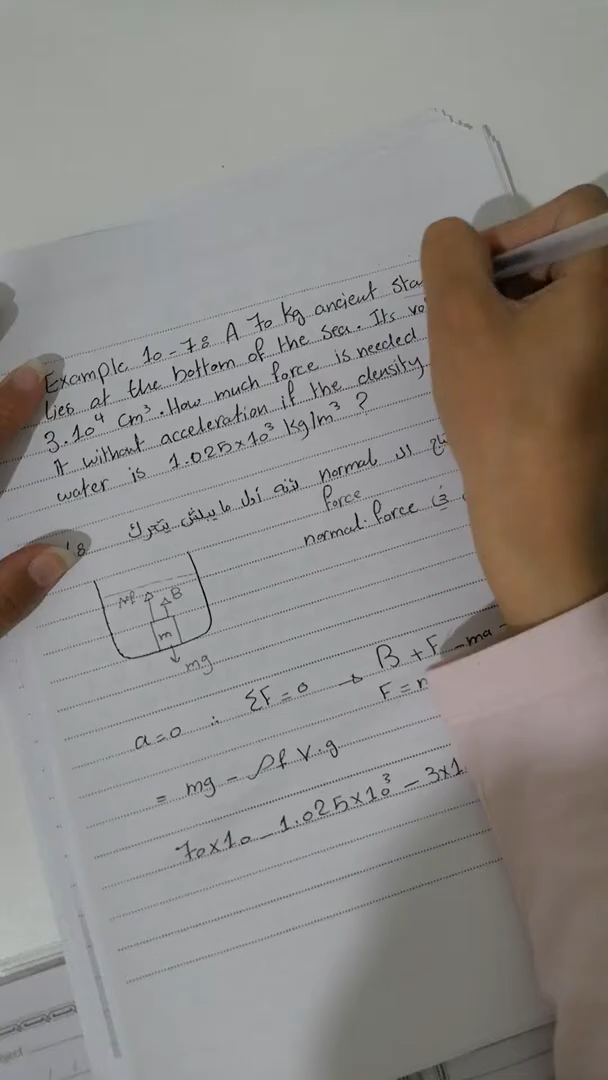 Example 10-78 A 70 kg ancient sta
lies at the bottom of the sea. Its vo
3.10⁴ cm³. How much force is needed
it without acceleration if the density
water is 1.025x10³ kg/m³ ?
normal
force
normal force
B
m
mg
a=0 ∴ ΣF=0 → B + F - mg
F = m
= mg - ρf V.g
70x10 - 1.025x10³ - 3x1